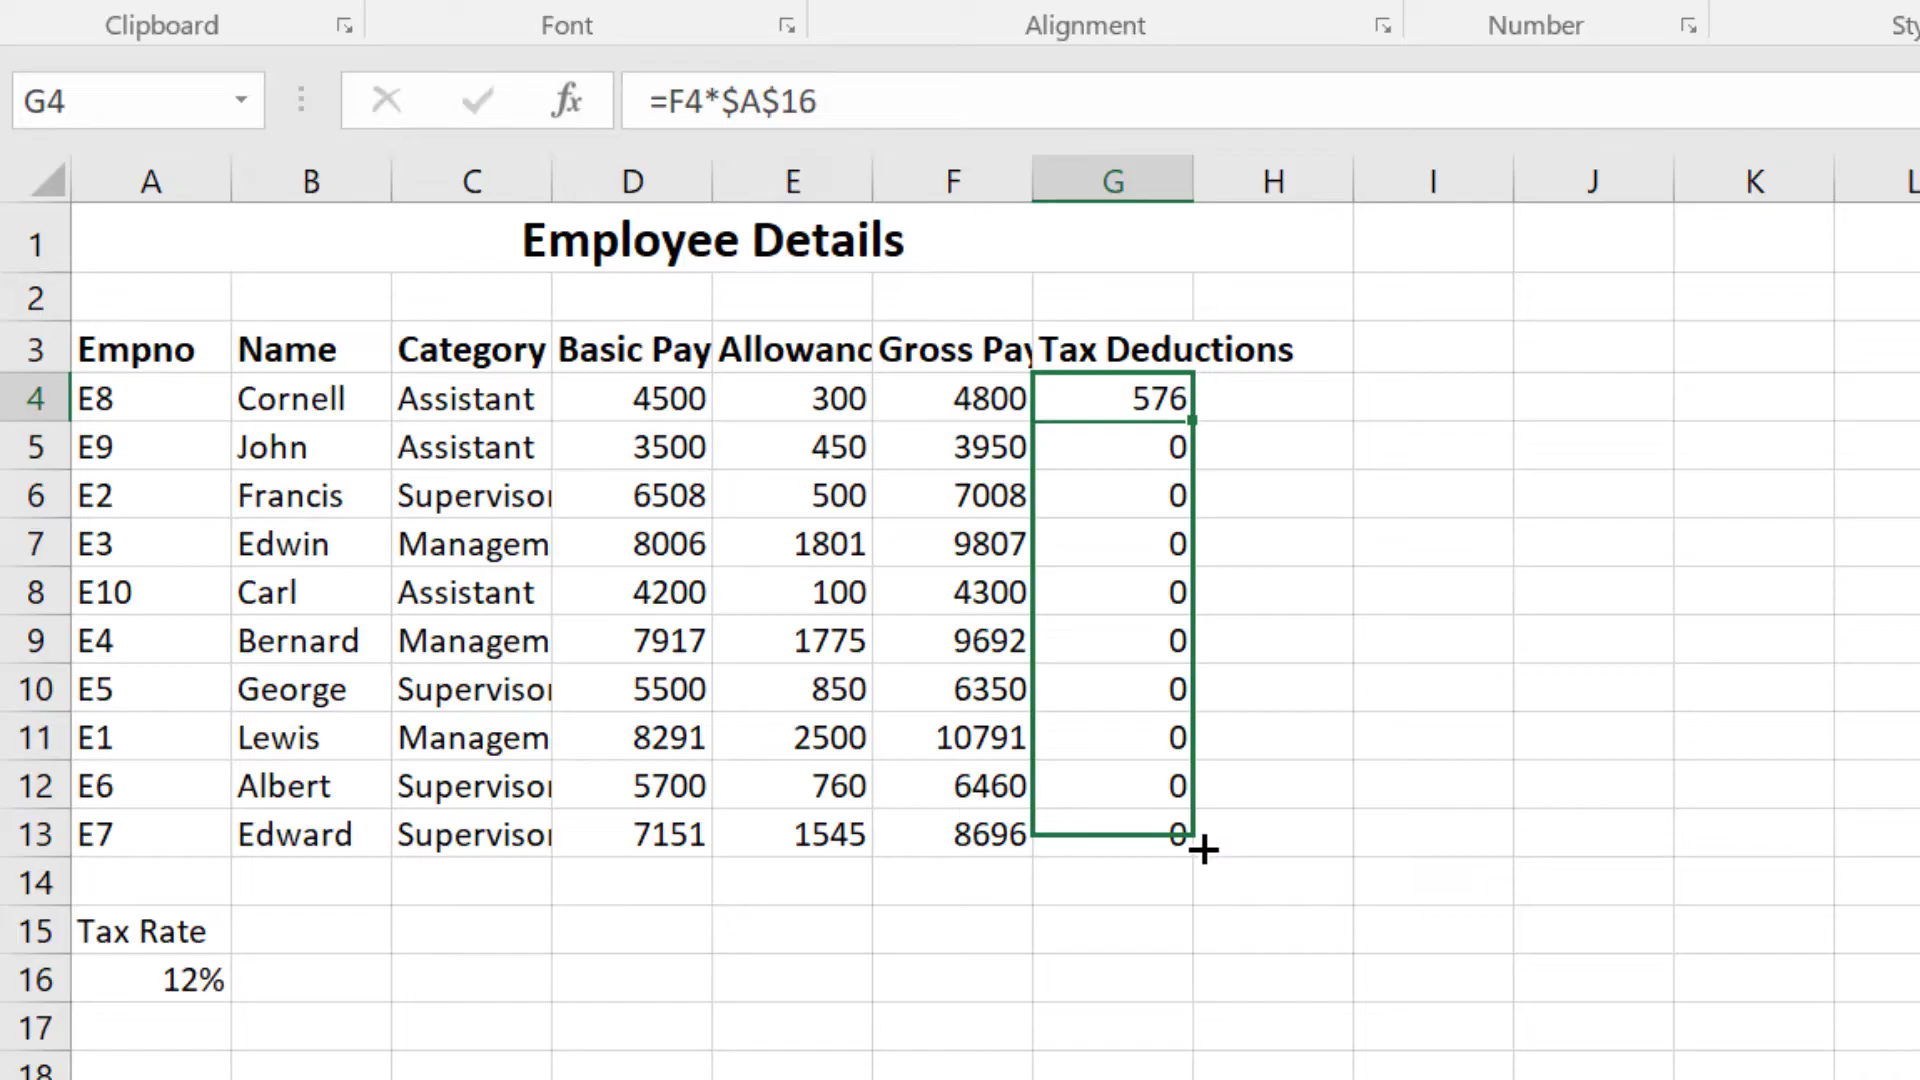 Clipboard Font Alignment Number Sty
G4 fx =F4*$A$16
A B C D E F G H I J K L
1 Employee Details
2
3 Empno Name Category Basic Pay Allowanc Gross Pay Tax Deductions
4 E8 Cornell Assistant 4500 300 4800 576
5 E9 John Assistant 3500 450 3950 0
6 E2 Francis Supervisor 6508 500 7008 0
7 E3 Edwin Managem 8006 1801 9807 0
8 E10 Carl Assistant 4200 100 4300 0
9 E4 Bernard Managem 7917 1775 9692 0
10 E5 George Supervisor 5500 850 6350 0
11 E1 Lewis Managem 8291 2500 10791 0
12 E6 Albert Supervisor 5700 760 6460 0
13 E7 Edward Supervisor 7151 1545 8696 0
14
15 Tax Rate
16 12%
17
18